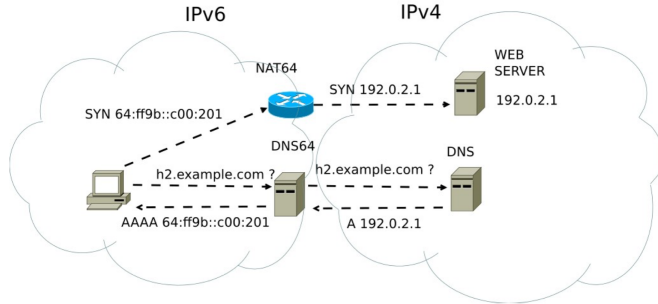 IPv6
IPv4
NAT64
WEB
SERVER
192.0.2.1
SYN 192.0.2.1
SYN 64:ff9b::c00:201
DNS64
DNS
h2.example.com ?
h2.example.com ?
AAAA 64:ff9b::c00:201
A 192.0.2.1